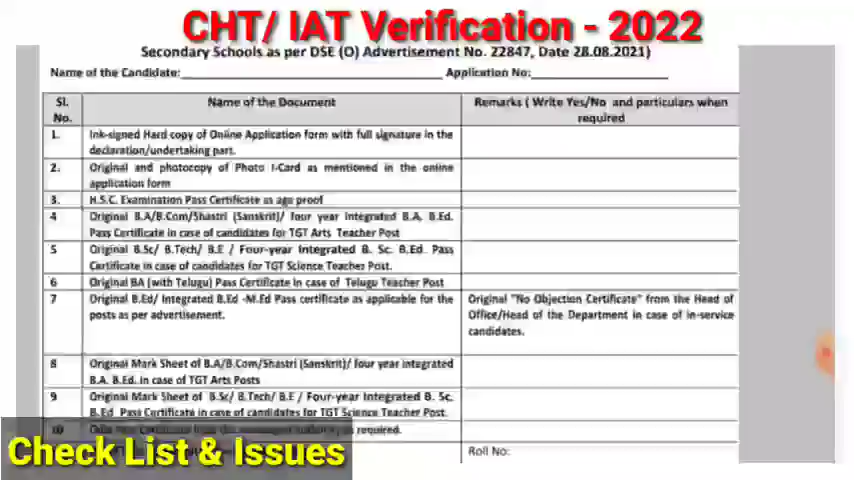 CHT/ IAT Verification - 2022
Secondary Schools as per DSE (O) Advertisement No. 22847, Date 28.08.2021)
Name of the Candidate: Application No:
Sl. No. Name of the Document Remarks ( Write Yes/No and particulars when required
1. Ink-signed Hard copy of Online Application form with full signature in the
declaration/undertaking part.
2. Original and photocopy of Photo I-Card as mentioned in the online
application form
3. H.S.C. Examination Pass Certificate as age proof
4 Original B.A/B.Com/Shastri (Sanskrit)/ four year integrated B.A. B.Ed.
Pass Certificate in case of candidates for TGT Arts Teacher Post
5 Original B.Sc/ B.Tech/ B.E / Four-year Integrated B. Sc. B.Ed. Pass
Certificate in case of candidates for TGT Science Teacher Post.
6 Original BA (with Telugu) Pass Certificate in case of Telugu Teacher Post
7 Original B.Ed/ Integrated B.Ed -M.Ed Pass certificate as applicable for the
posts as per advertisement.
Original "No Objection Certificate" from the Head of
Office/Head of the Department in case of in-service
candidates.
8 Original Mark Sheet of B.A/B.Com/Shastri (Sanskrit)/ four year integrated
B.A. B.Ed. in case of TGT Arts Posts
9 Original Mark Sheet of B.Sc/ B.Tech/ B.E / Four-year Integrated B. Sc.
B.Ed Pass Certificate in case of candidates for TGT Science Teacher Post.
10 required.
Roll No:
Check List & Issues